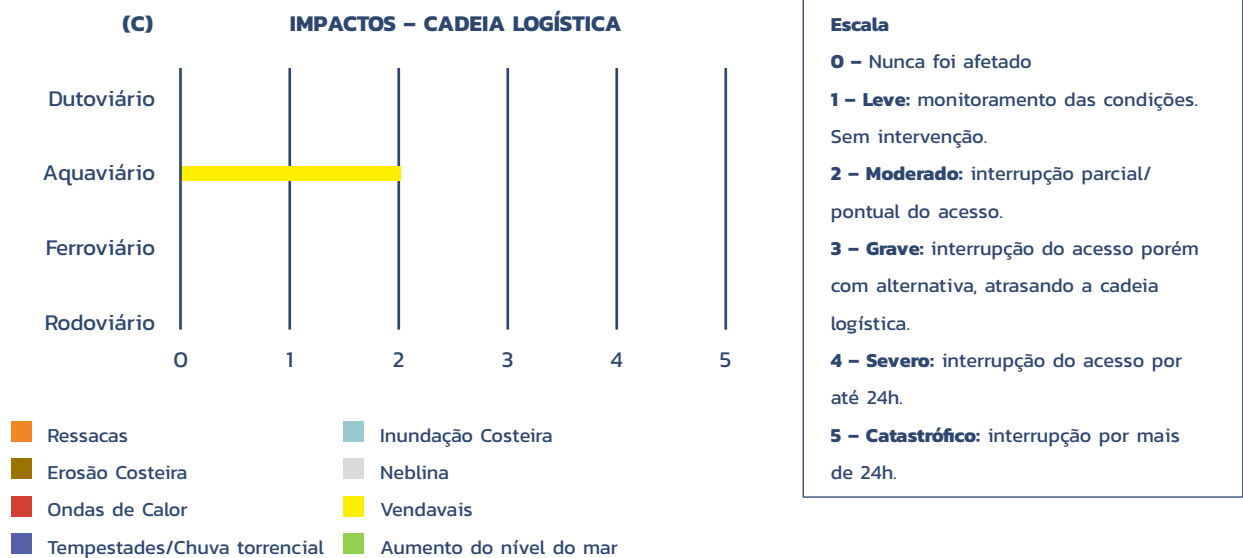 (C) IMPACTOS – CADEIA LOGÍSTICA
Dutoviário
Aquaviário
Ferroviário
Rodoviário
0 1 2 3 4 5
Ressacas
Erosão Costeira
Ondas de Calor
Tempestades/Chuva torrencial
Inundação Costeira
Neblina
Vendavais
Aumento do nível do mar
Escala
0 – Nunca foi afetado
1 – Leve: monitoramento das condições.
Sem intervenção.
2 – Moderado: interrupção parcial/
pontual do acesso.
3 – Grave: interrupção do acesso porém
com alternativa, atrasando a cadeia
logística.
4 – Severo: interrupção do acesso por
até 24h.
5 – Catastrófico: interrupção por mais
de 24h.